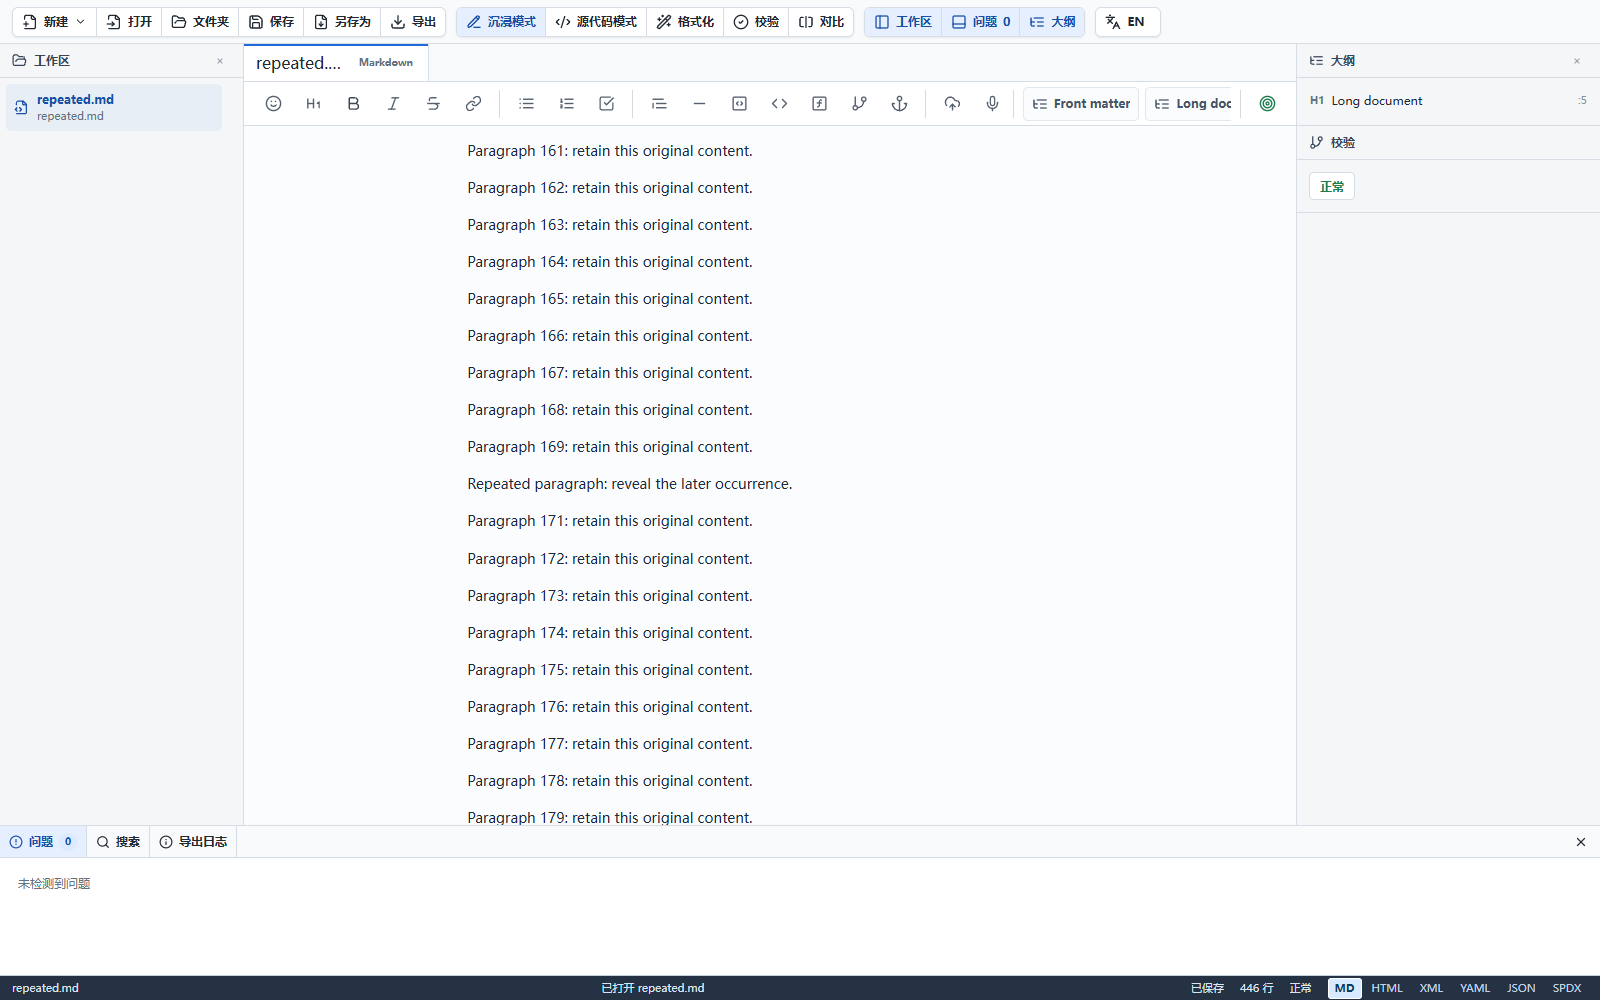 新建 打开 文件夹 保存 另存为 导出 沉浸模式 源代码模式 格式化 校验 对比 工作区 问题 0 大纲 EN
工作区 ×
repeated.md
repeated.md
repeated.... Markdown
H1 B I S Front matter Long doc
Paragraph 161: retain this original content.
Paragraph 162: retain this original content.
Paragraph 163: retain this original content.
Paragraph 164: retain this original content.
Paragraph 165: retain this original content.
Paragraph 166: retain this original content.
Paragraph 167: retain this original content.
Paragraph 168: retain this original content.
Paragraph 169: retain this original content.
Repeated paragraph: reveal the later occurrence.
Paragraph 171: retain this original content.
Paragraph 172: retain this original content.
Paragraph 173: retain this original content.
Paragraph 174: retain this original content.
Paragraph 175: retain this original content.
Paragraph 176: retain this original content.
Paragraph 177: retain this original content.
Paragraph 178: retain this original content.
Paragraph 179: retain this original content.
大纲 ×
H1 Long document :5
校验
正常
问题 0 搜索 导出日志
未检测到问题
repeated.md 已打开 repeated.md 已保存 446 行 正常 MD HTML XML YAML JSON SPDX